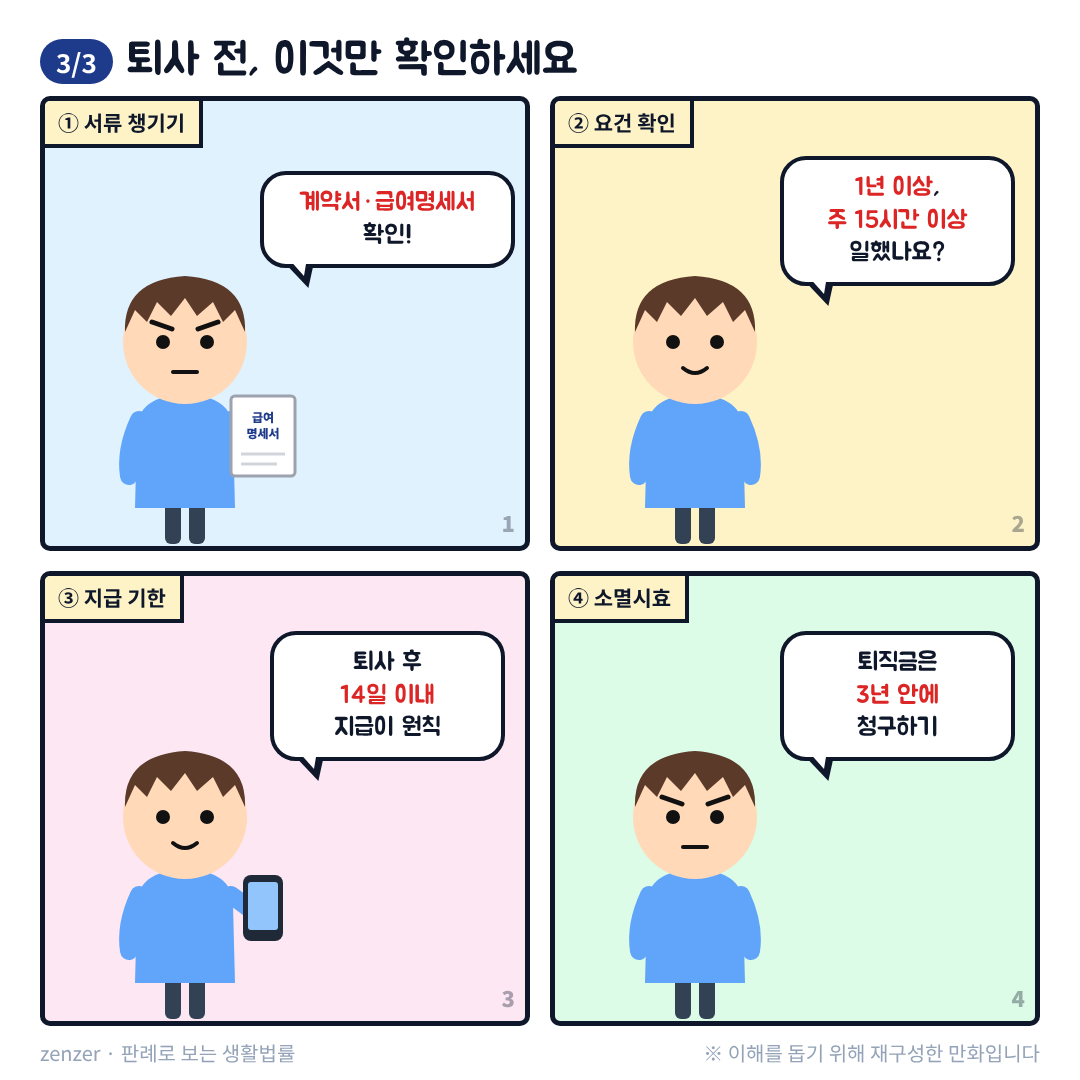 3/3 퇴사 전, 이것만 확인하세요
① 서류 챙기기
계약서·급여명세서
확인!
급여
명세서
1
② 요건 확인
1년 이상,
주 15시간 이상
일했나요?
2
③ 지급 기한
퇴사 후
14일 이내
지급이 원칙
3
④ 소멸시효
퇴직금은
3년 안에
청구하기
4
zenzer · 판례로 보는 생활법률
※ 이해를 돕기 위해 재구성한 만화입니다